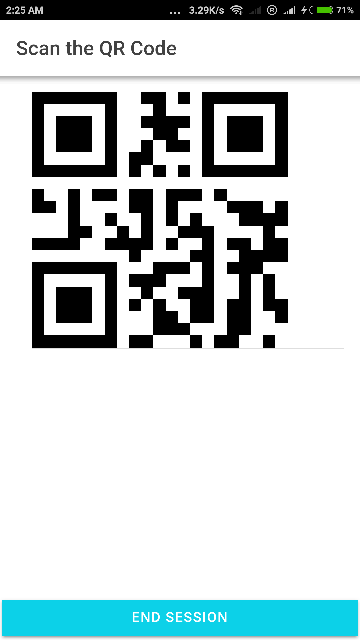 2:25 AM ... 3.29K/s R 71%
Scan the QR Code
END SESSION